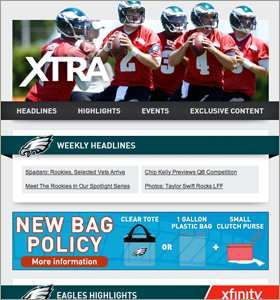 XTRA
HEADLINES HIGHLIGHTS EVENTS EXCLUSIVE CONTENT
WEEKLY HEADLINES
Spadaro: Rookies, Selected Vets Arrive
Chip Kelly Previews QB Competition
Meet The Rookies In Our Spotlight Series
Photos: Taylor Swift Rocks LFF
NEW BAG
POLICY
More information
CLEAR TOTE
OR
1 GALLON
PLASTIC BAG
+
SMALL
CLUTCH PURSE
EAGLES HIGHLIGHTS
xfinity